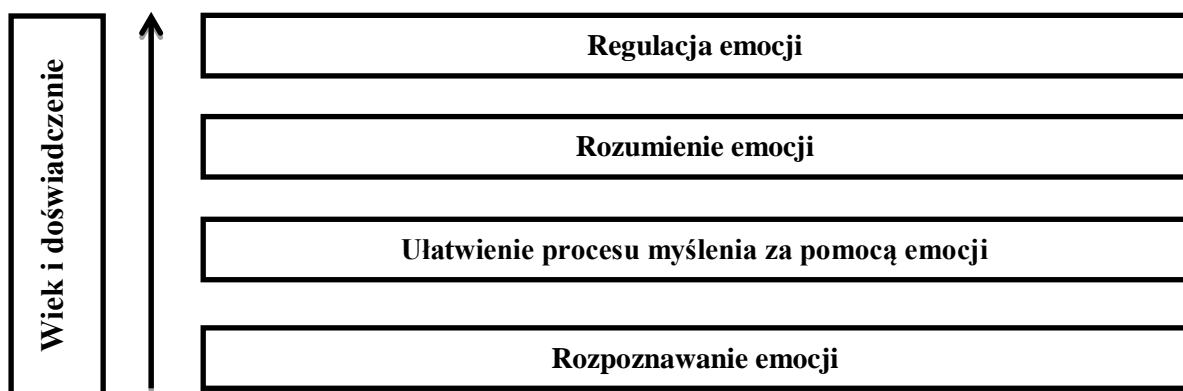 Wiek i doświadczenie
Regulacja emocji
Rozumienie emocji
Ułatwienie procesu myślenia za pomocą emocji
Rozpoznawanie emocji